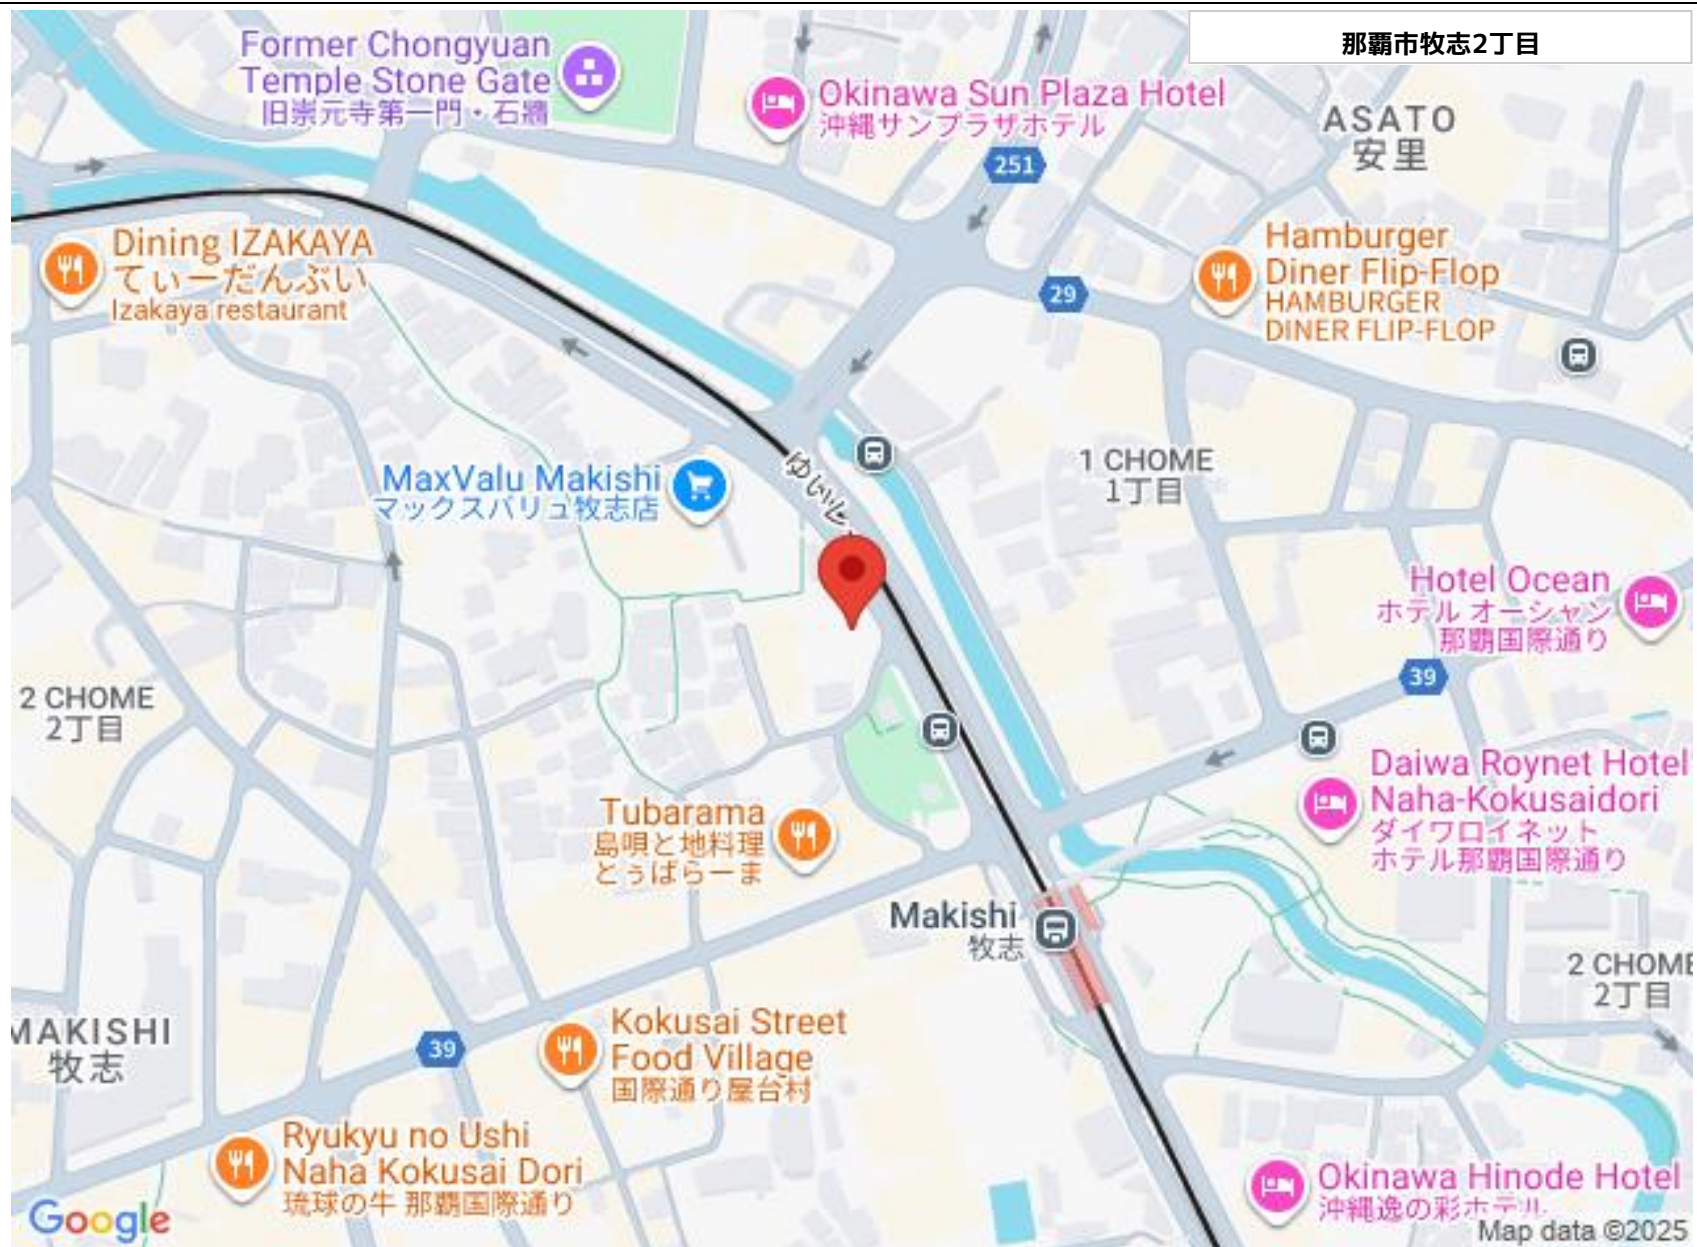 那覇市牧志2丁目
Former Chongyuan
Temple Stone Gate
旧崇元寺第一門・石牆
Okinawa Sun Plaza Hotel
沖縄サンプラザホテル
ASATO
安里
251
Dining IZAKAYA
てぃーだんぶい
Izakaya restaurant
Hamburger
Diner Flip-Flop
HAMBURGER
DINER FLIP-FLOP
29
MaxValu Makishi
マックスバリュ牧志店
1 CHOME
1丁目
Hotel Ocean
ホテル オーシャン
那覇国際通り
39
2 CHOME
2丁目
Daiwa Roynet Hotel
Naha-Kokusaidori
ダイワロイネット
ホテル那覇国際通り
Tubarama
島唄と地料理
とぅばらーま
Makishi
牧志
2 CHOME
2丁目
MAKISHI
牧志
39
Kokusai Street
Food Village
国際通り屋台村
Ryukyu no Ushi
Naha Kokusai Dori
琉球の牛 那覇国際通り
Okinawa Hinode Hotel
沖縄逸の彩ホテル
Google
Map data ©2025